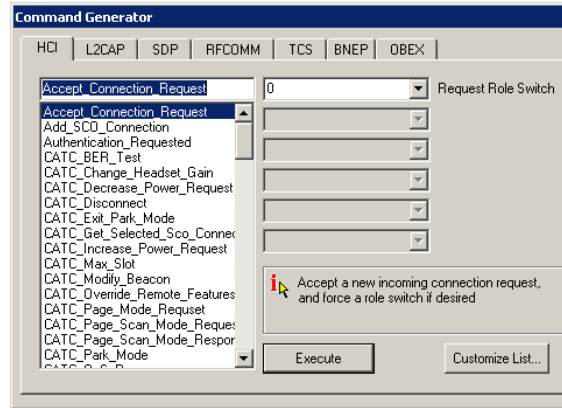 Command Generator
HCI L2CAP SDP RFCOMM TCS BNEP OBEX
Accept_Connection_Request 0 Request Role Switch
Accept_Connection_Request
Add_SCO_Connection
Authentication_Requested
CATC_BER_Test
CATC_Change_Headset_Gain
CATC_Decrease_Power_Request
CATC_Disconnect
CATC_Exit_Park_Mode
CATC_Get_Selected_Sco_Connec
CATC_Increase_Power_Request
CATC_Max_Slot
CATC_Modify_Beacon
CATC_Override_Remote_Features
CATC_Page_Mode_Requset
CATC_Page_Scan_Mode_Reques
CATC_Page_Scan_Mode_Respor
CATC_Park_Mode
Accept a new incoming connection request,
and force a role switch if desired
Execute Customize List...